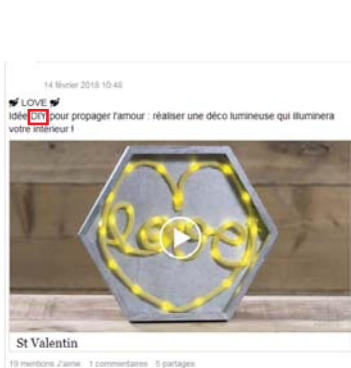 14 février 2018 10:46
LOVE
Idée DIY pour propager l'amour : réaliser une déco lumineuse qui illuminera
votre intérieur !
love
St Valentin
19 mentions J'aime 1 commentaires 5 partages